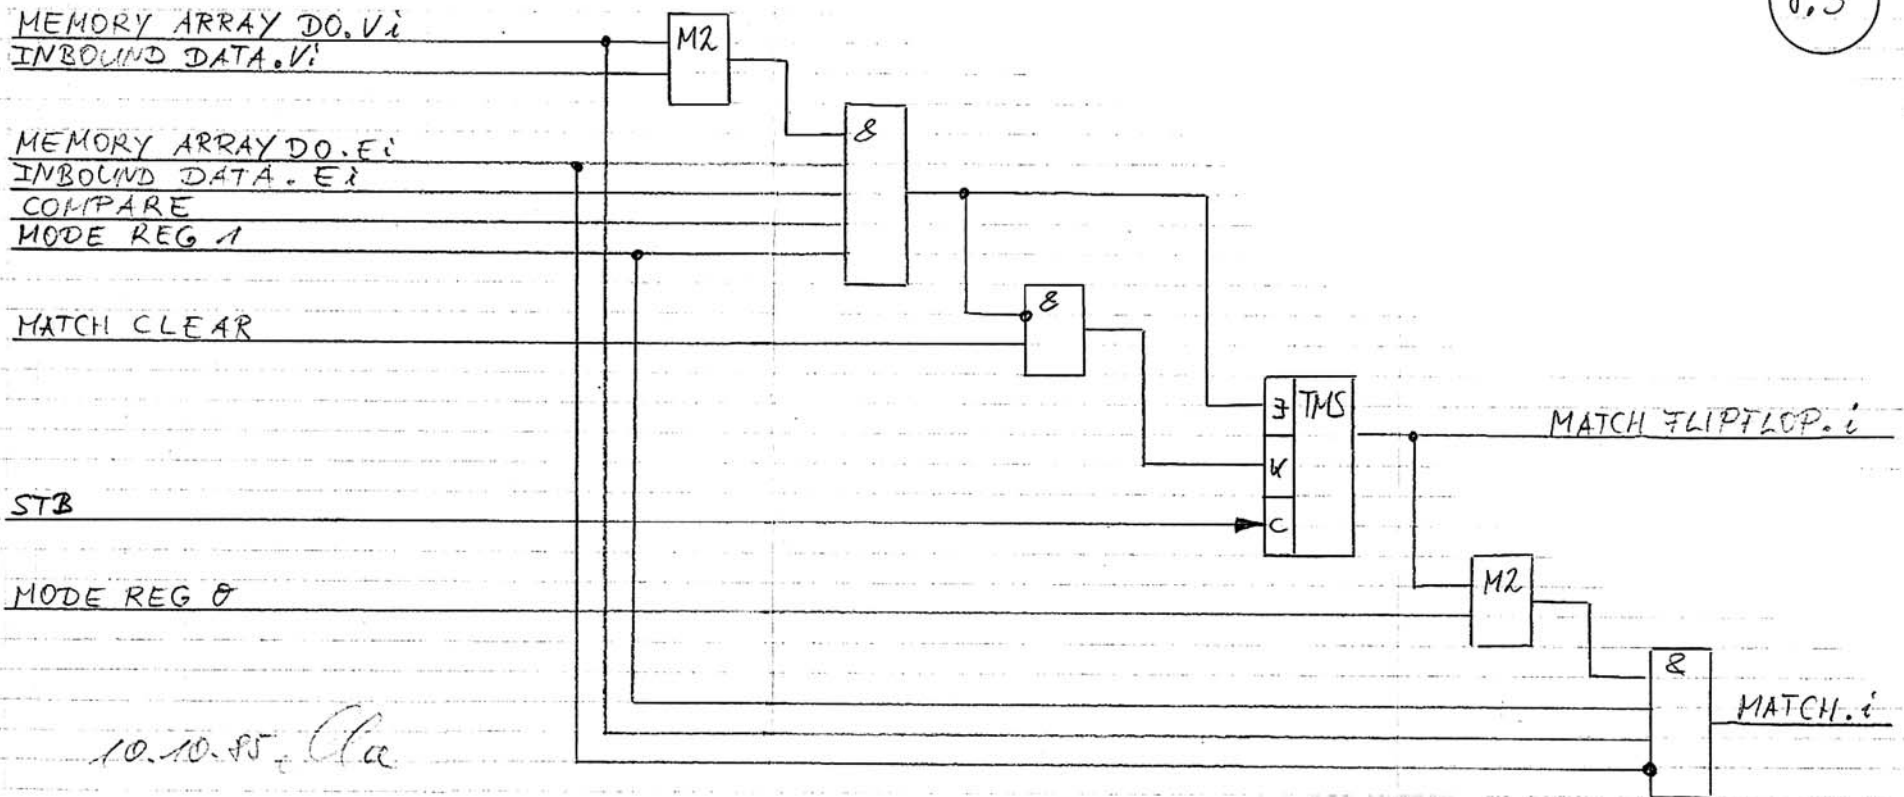 MEMORY ARRAY DO.Vi
INBOUND DATA.Vi
M2
MEMORY ARRAY DO.Ei
INBOUND DATA.Ei
COMPARE
MODE REG 1
&
MATCH CLEAR
&
J TMS
K
C
MATCH FLIPFLOP.i
STB
MODE REG 0
M2
&
MATCH.i
10.10.85.